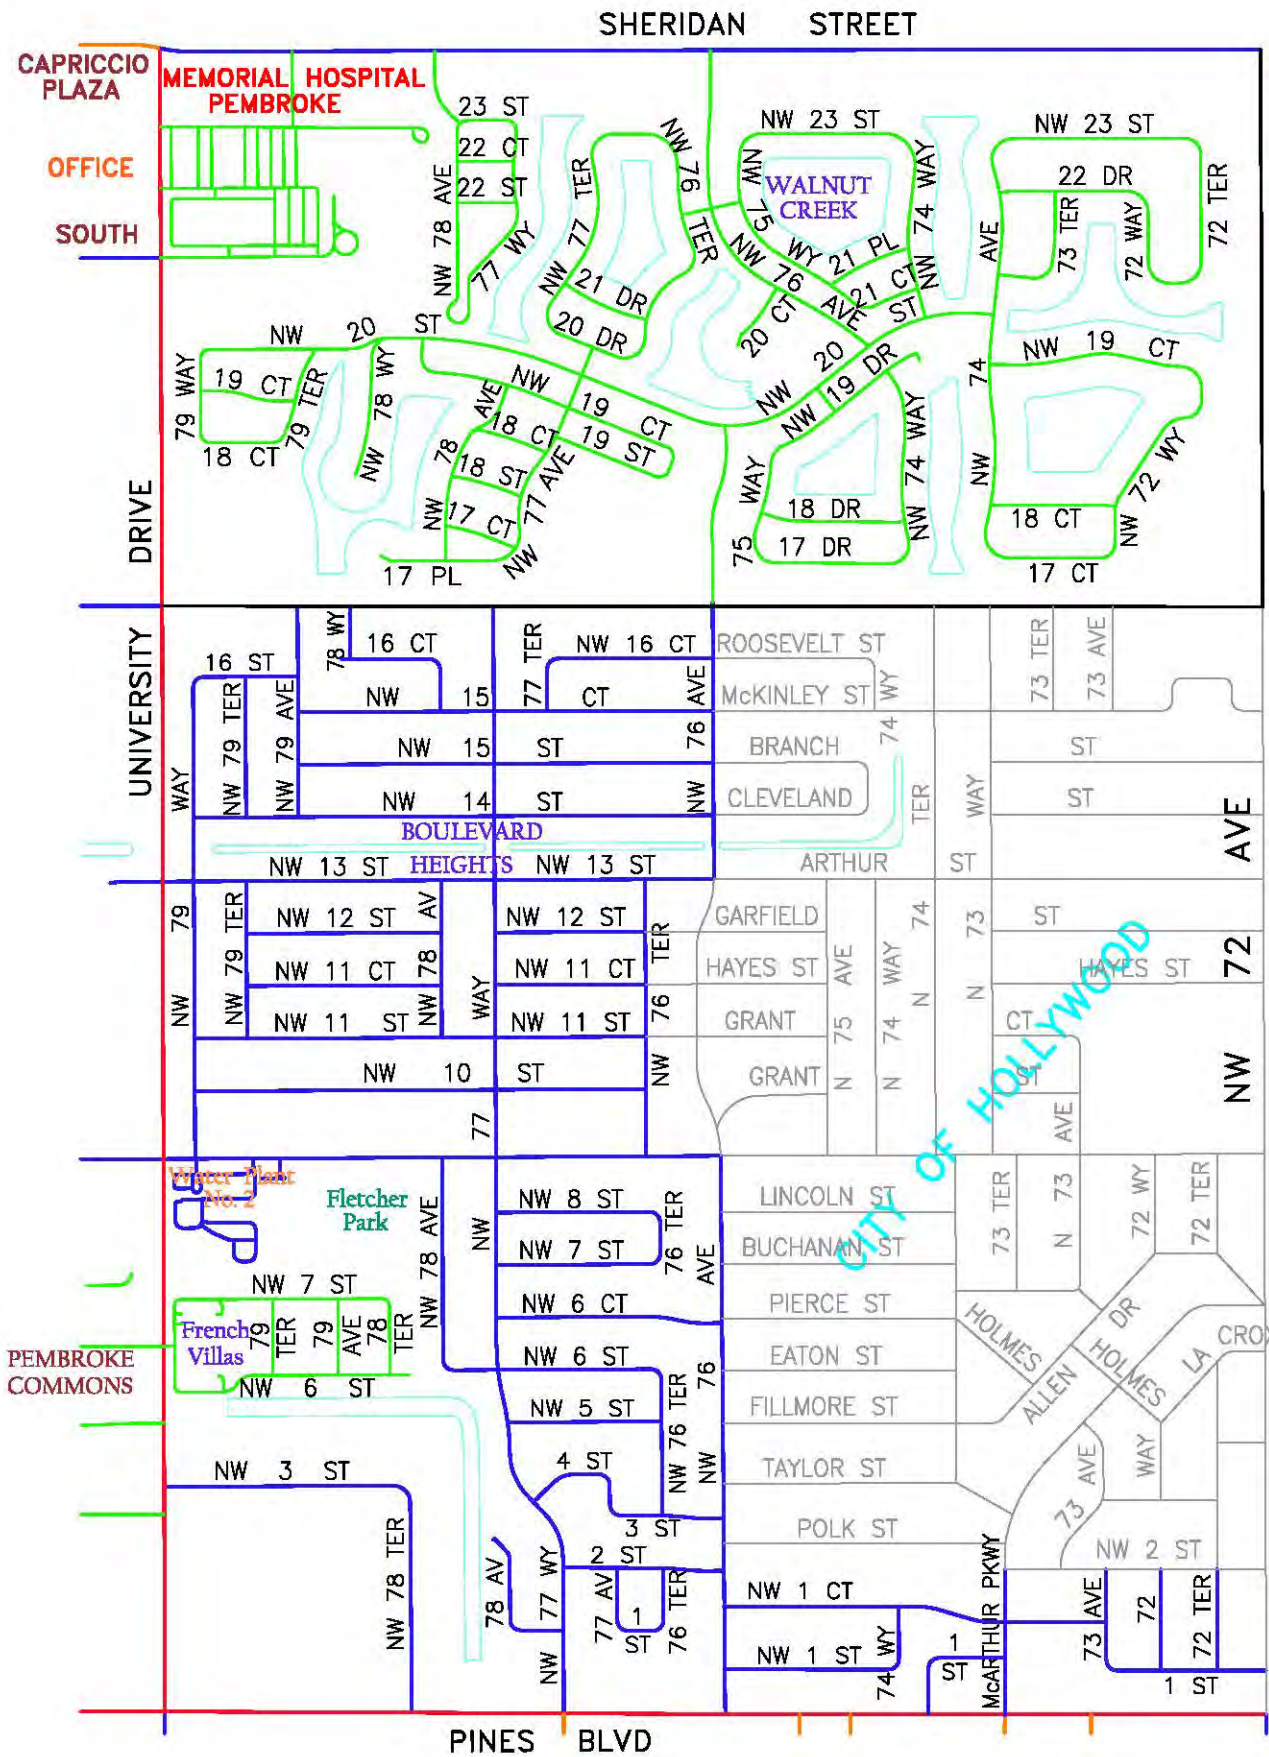 SHERIDAN STREET
CAPRICCIO
PLAZA
MEMORIAL HOSPITAL
PEMBROKE
OFFICE
SOUTH
23 ST
22 CT
22 ST
NW 78 AVE
77 WY
NW 77 TER
21 DR
20 DR
NW 76 TER
NW 23 ST
NW 75 WY
WALNUT
CREEK
NW 74 WAY
21 PL
21 CT
NW 76 AVE
20 CT
NW 23 ST
22 DR
73 TER
72 WAY
72 TER
NW 74 AVE
NW 20 ST
NW 20 ST
79 WAY
19 CT
79 TER
18 CT
NW 78 WY
NW 19 CT
19 ST
NW 78 AVE
18 CT
18 ST
17 CT
NW 77 AVE
17 PL
NW 19 DR
75 WAY
NW 74 WAY
18 DR
17 DR
NW 19 CT
NW 72 WY
18 CT
17 CT
UNIVERSITY DRIVE
16 ST
78 WY
16 CT
77 TER
NW 16 CT
NW 79 TER
NW 79 AVE
NW 15 CT
NW 15 ST
NW 14 ST
NW 76 AVE
NW 79 WAY
BOULEVARD
HEIGHTS
NW 13 ST
NW 13 ST
ROOSEVELT ST
McKINLEY ST
74 WY
BRANCH ST
CLEVELAND ST
ARTHUR ST
73 TER
73 AVE
NW 79 TER
NW 12 ST
NW 11 CT
NW 11 ST
NW 78 AV
NW 77 WAY
NW 12 ST
NW 11 CT
NW 11 ST
NW 76 TER
NW 10 ST
GARFIELD ST
HAYES ST
HAYES ST
GRANT CT
GRANT ST
N 75 AVE
N 74 WAY
N 74 TER
N 73 WAY
NW 72 AVE
CITY OF HOLLYWOOD
Water Plant
No. 2
Fletcher
Park
NW 78 AVE
NW 8 ST
NW 7 ST
76 TER
NW 76 AVE
NW 6 CT
NW 6 ST
NW 5 ST
4 ST
3 ST
NW 76 TER
NW 7 ST
French
Villas
79 TER
79 AVE
78 TER
NW 6 ST
PEMBROKE
COMMONS
NW 3 ST
NW 78 TER
78 AV
NW 77 WY
2 ST
77 AV
1 ST
76 TER
LINCOLN ST
BUCHANAN ST
PIERCE ST
EATON ST
FILLMORE ST
TAYLOR ST
POLK ST
73 TER
N 73 AVE
72 WY
72 TER
HOLMES
HOLMES
ALLEN DR
LA CRO
73 AVE
WAY
NW 2 ST
NW 1 CT
NW 1 ST
74 WY
1 ST
McARTHUR PKWY
73 AVE
72
72 TER
1 ST
PINES BLVD